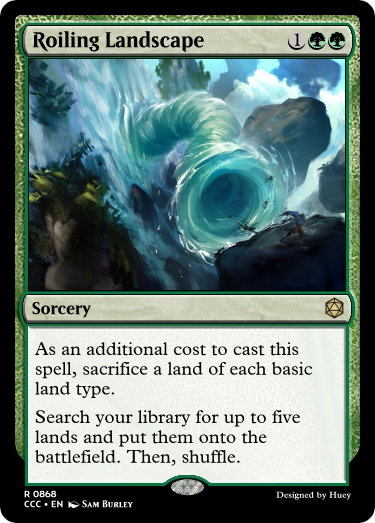 Roiling Landscape 1
Sorcery
As an additional cost to cast this
spell, sacrifice a land of each basic
land type.
Search your library for up to five
lands and put them onto the
battlefield. Then, shuffle.
R 0868
CCC • EN Sam Burley
Designed by Huey